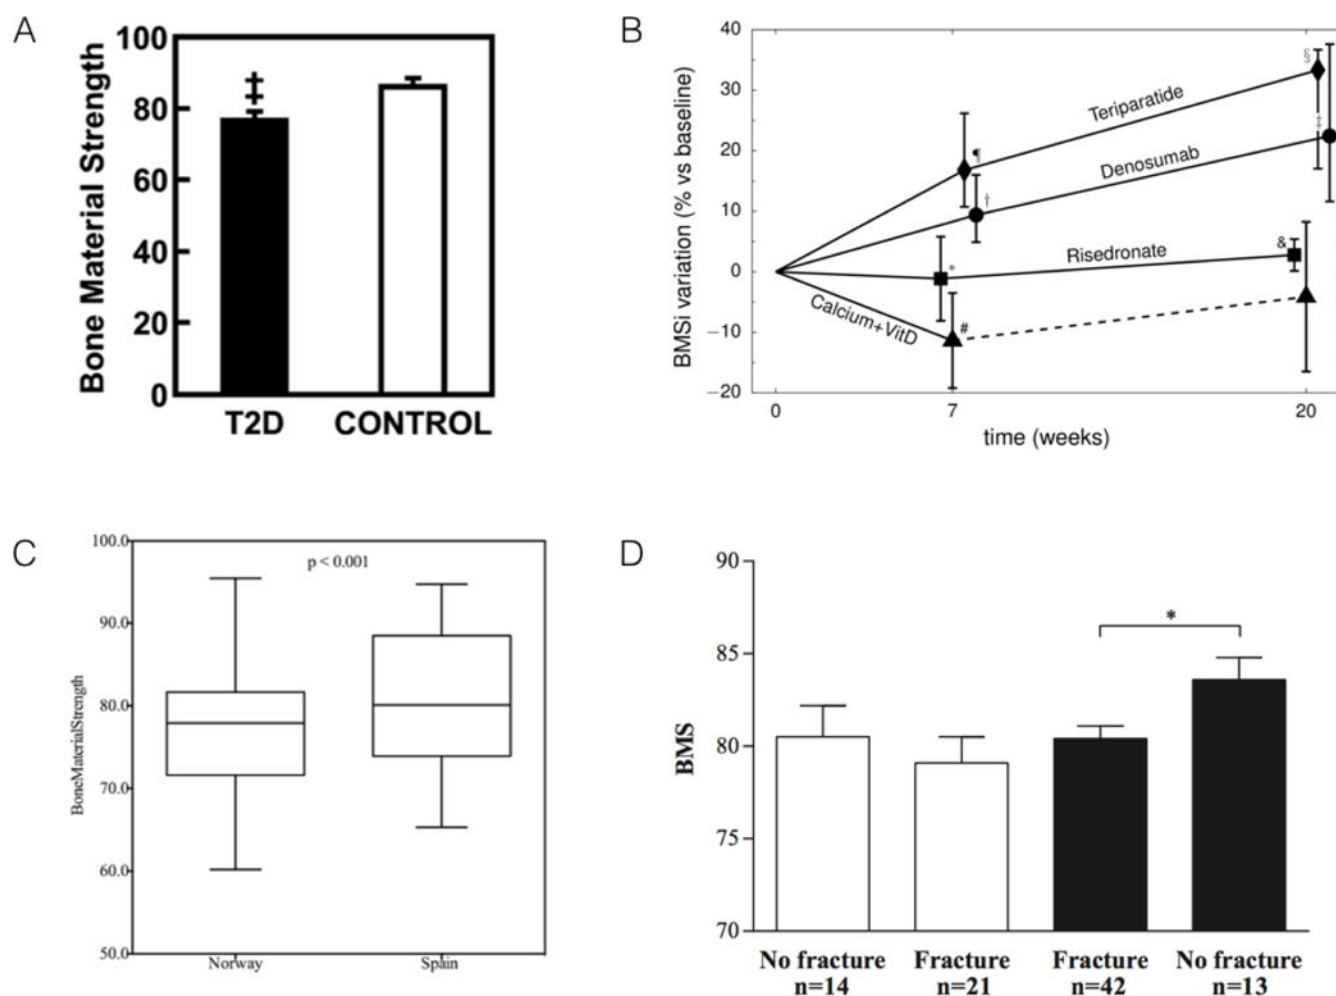 A
Bone Material Strength
100
80
60
40
20
0
‡
T2D
CONTROL
B
BMSi variation (% vs baseline)
40
30
20
10
0
−10
−20
Teriparatide
Denosumab
Risedronate
Calcium+VitD
¶
†
*
#
§
‡
&
0
7
20
time (weeks)
C
BoneMaterialStrength
100.0
90.0
80.0
70.0
60.0
50.0
p < 0.001
Norway
Spain
D
BMS
90
85
80
75
70
*
No fracture Fracture Fracture No fracture
n=14 n=21 n=42 n=13